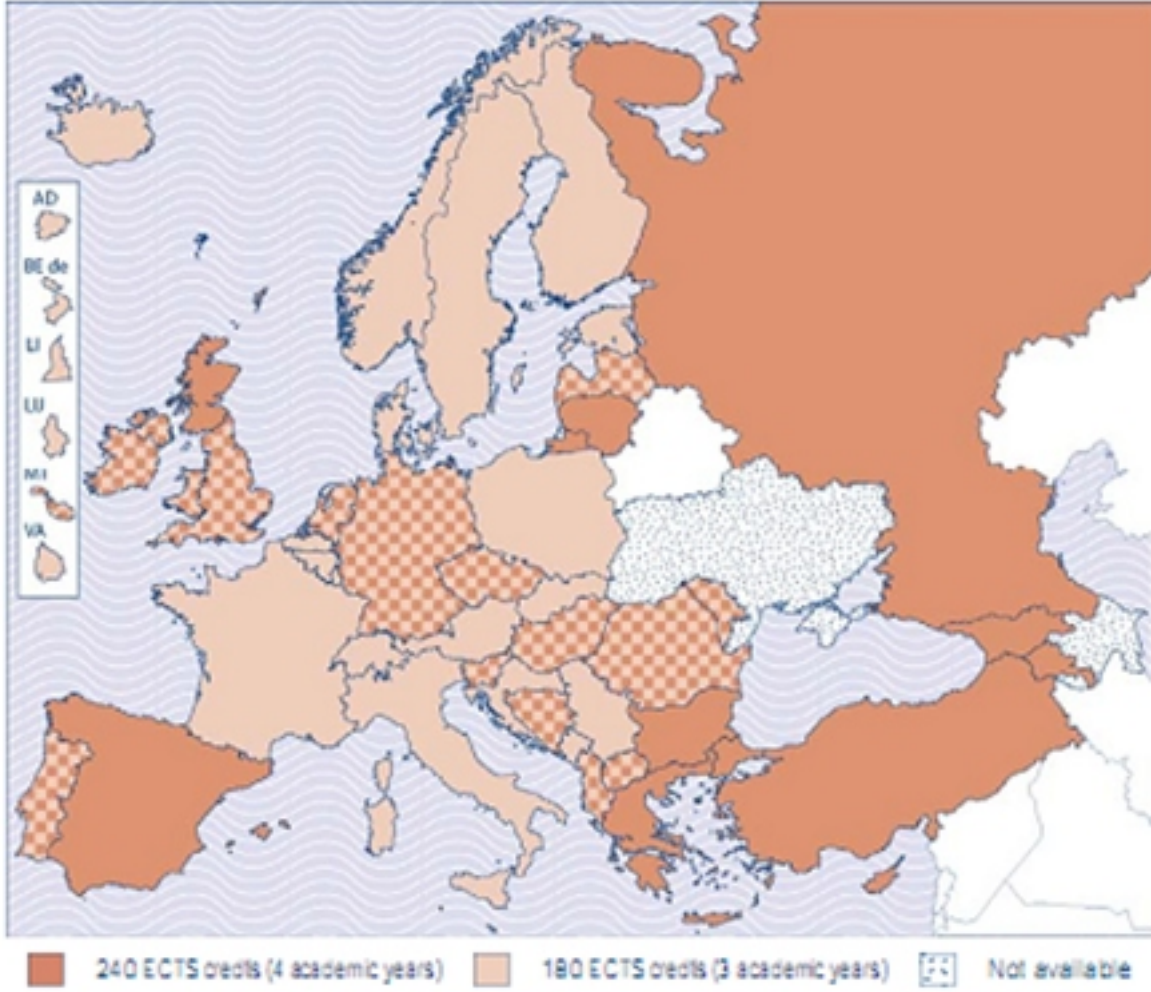 AD
BE de
LI
LU
MT
VA
240 ECTS credits (4 academic years)
180 ECTS credits (3 academic years)
Not available